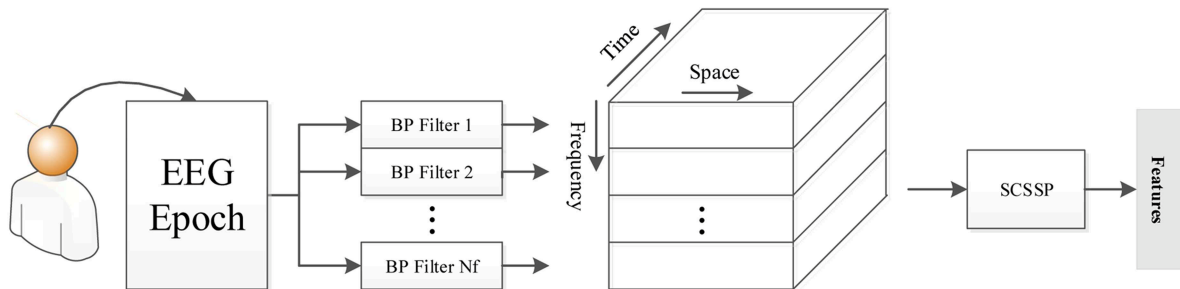 EEG
Epoch
BP Filter 1
BP Filter 2
BP Filter Nf
Time
Space
Frequency
SCSSP
Features